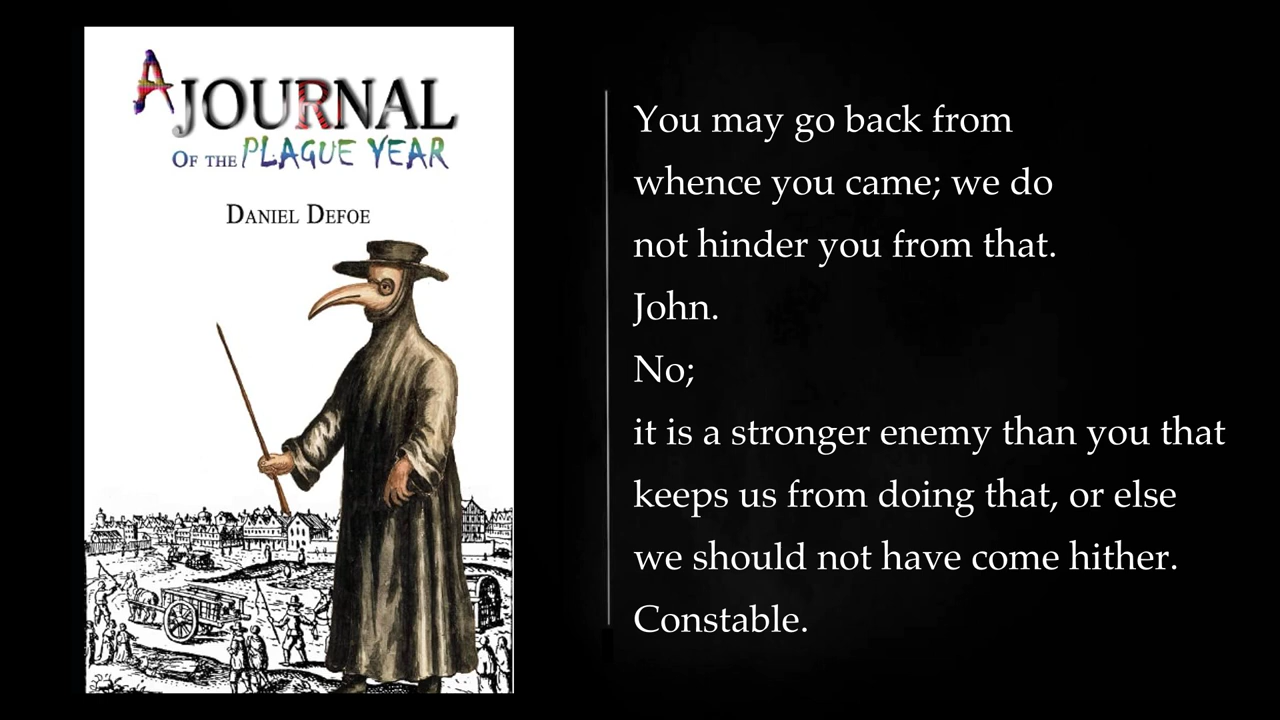 A JOURNAL
OF THE PLAGUE YEAR
DANIEL DEFOE
You may go back from
whence you came; we do
not hinder you from that.
John.
No;
it is a stronger enemy than you that
keeps us from doing that, or else
we should not have come hither.
Constable.